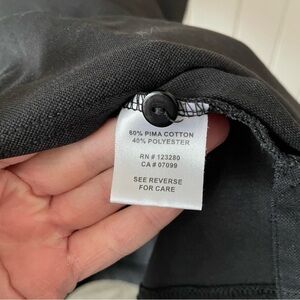 60% PIMA COTTON
40% POLYESTER
RN # 123280
CA # 07099
SEE REVERSE
FOR CARE